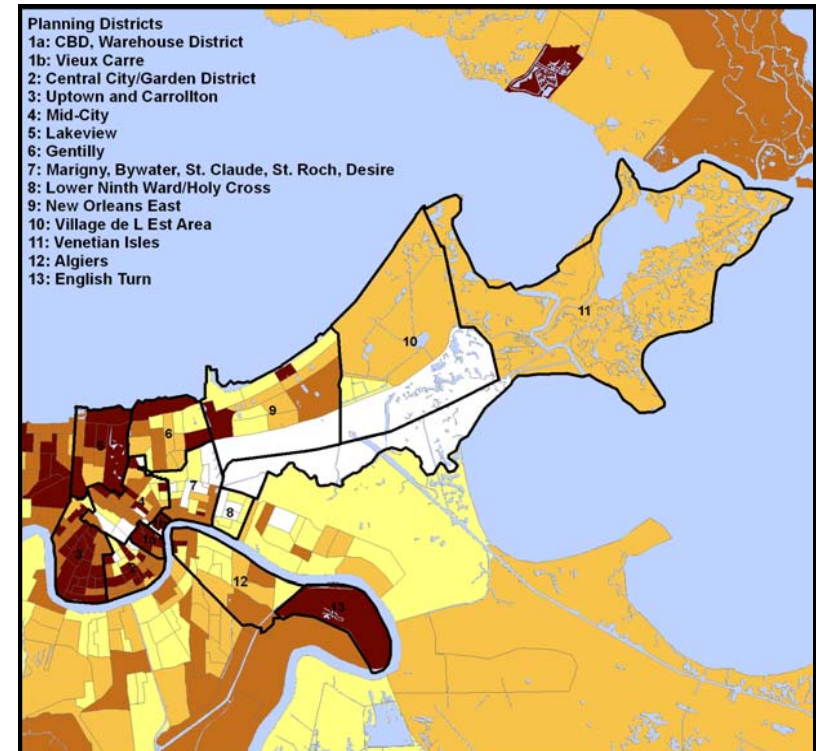 Planning Districts
1a: CBD, Warehouse District
1b: Vieux Carre
2: Central City/Garden District
3: Uptown and Carrollton
4: Mid-City
5: Lakeview
6: Gentilly
7: Marigny, Bywater, St. Claude, St. Roch, Desire
8: Lower Ninth Ward/Holy Cross
9: New Orleans East
10: Village de L Est Area
11: Venetian Isles
12: Algiers
13: English Turn
11
10
9
6
5
7
4
8
1b
1a
3
2
12
13